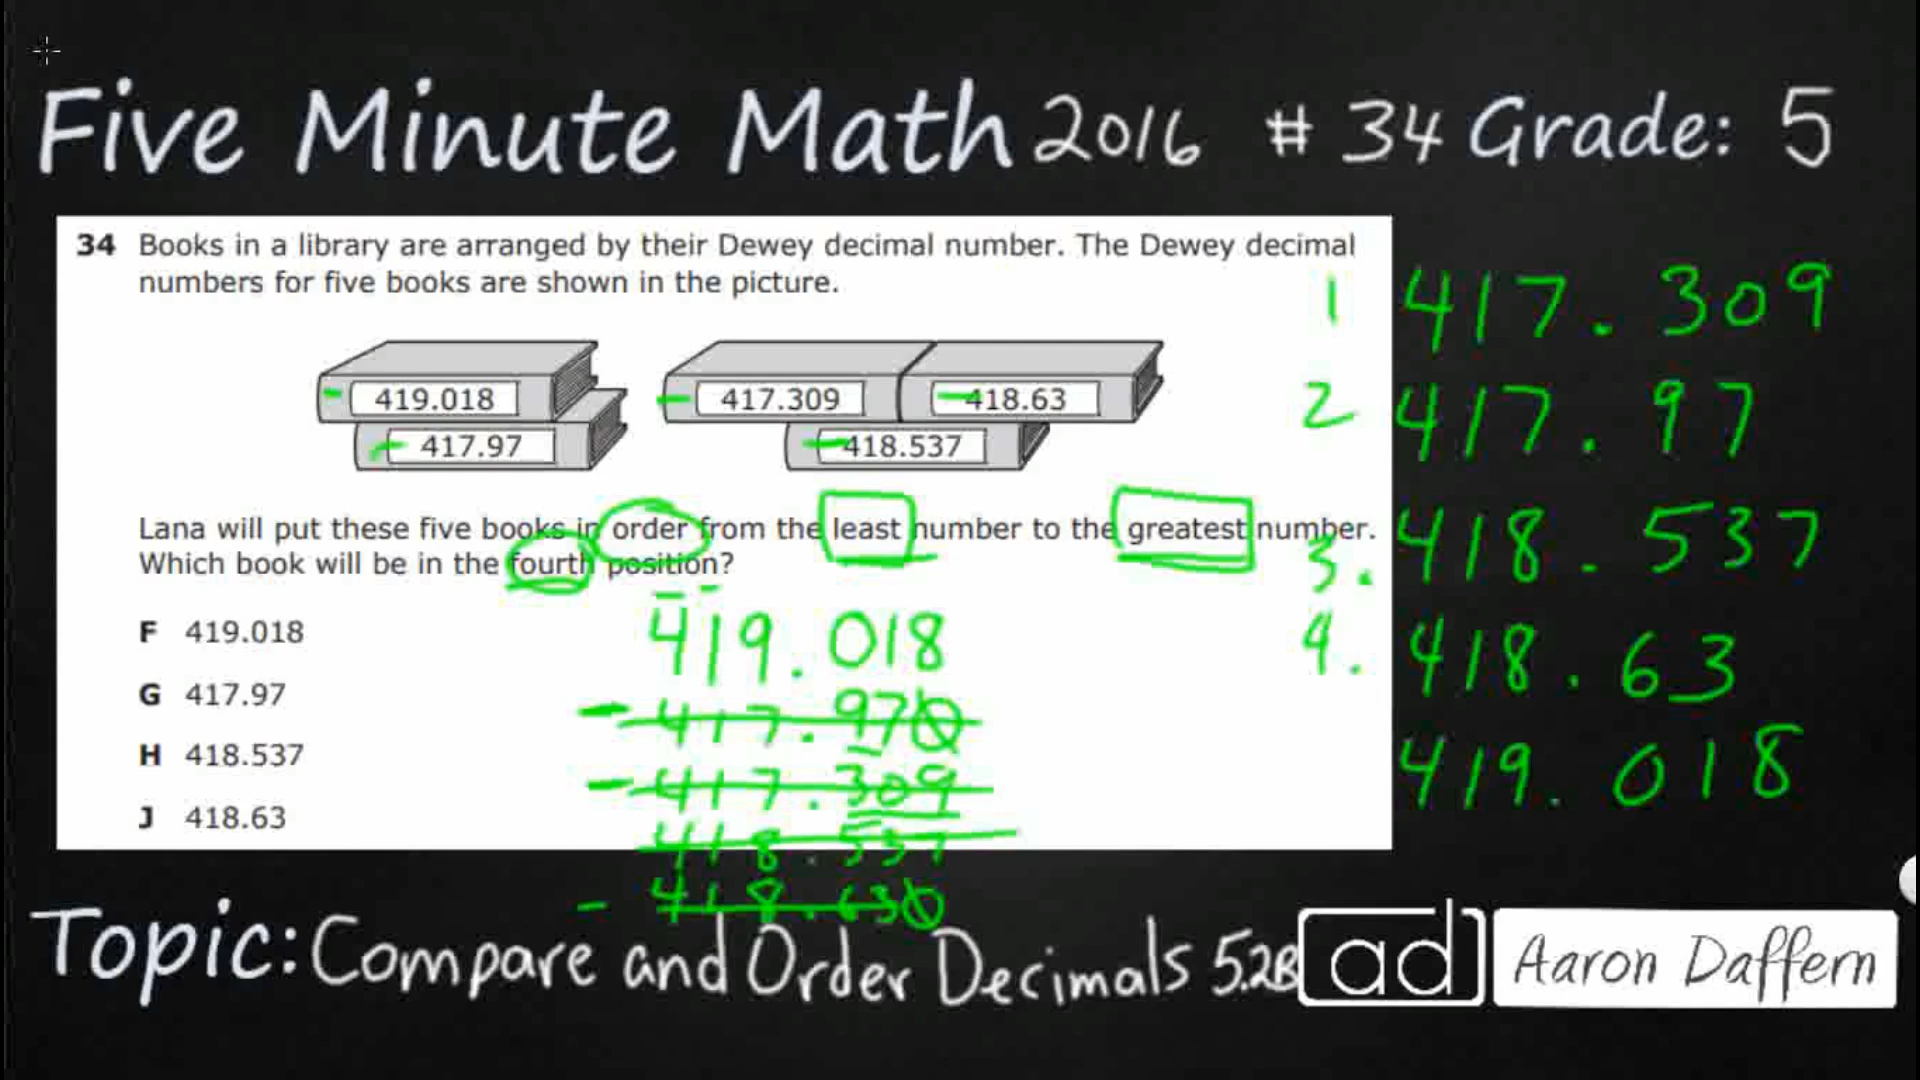 Five Minute Math 2016 # 34 Grade: 5
34 Books in a library are arranged by their Dewey decimal number. The Dewey decimal
numbers for five books are shown in the picture.
419.018
417.97
417.309
418.63
418.537
Lana will put these five books in order from the least number to the greatest number.
Which book will be in the fourth position?
F 419.018
G 417.97
H 418.537
J 418.63
419.018
417.970
417.309
418.537
418.630
1 417.309
2 417.97
3. 418.537
4. 418.63
419.018
Topic: Compare and Order Decimals 5.2B
ad
Aaron Daffern